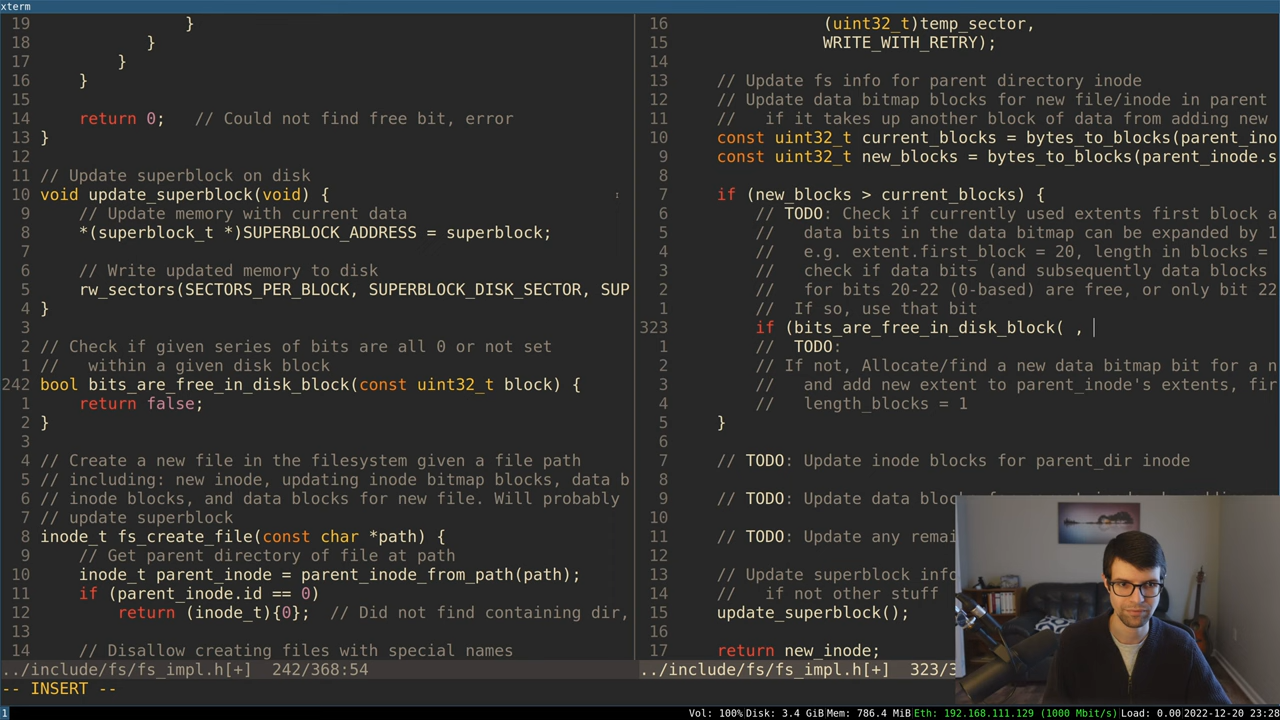 xterm
19 }
18 }
17 }
16 }
15
14 return 0; // Could not find free bit, error
13 }
12
11 // Update superblock on disk
10 void update_superblock(void) {
9 // Update memory with current data
8 *(superblock_t *)SUPERBLOCK_ADDRESS = superblock;
7
6 // Write updated memory to disk
5 rw_sectors(SECTORS_PER_BLOCK, SUPERBLOCK_DISK_SECTOR, SUP
4 }
3
2 // Check if given series of bits are all 0 or not set
1 // within a given disk block
242 bool bits_are_free_in_disk_block(const uint32_t block) {
1 return false;
2 }
3
4 // Create a new file in the filesystem given a file path
5 // including: new inode, updating inode bitmap blocks, data b
6 // inode blocks, and data blocks for new file. Will probably
7 // update superblock
8 inode_t fs_create_file(const char *path) {
9 // Get parent directory of file at path
10 inode_t parent_inode = parent_inode_from_path(path);
11 if (parent_inode.id == 0)
12 return (inode_t){0}; // Did not find containing dir,
13
14 // Disallow creating files with special names
../include/fs/fs_impl.h[+] 242/368:54
-- INSERT --
16 (uint32_t)temp_sector,
15 WRITE_WITH_RETRY);
14
13 // Update fs info for parent directory inode
12 // Update data bitmap blocks for new file/inode in parent
11 // if it takes up another block of data from adding new
10 const uint32_t current_blocks = bytes_to_blocks(parent_ino
9 const uint32_t new_blocks = bytes_to_blocks(parent_inode.s
8
7 if (new_blocks > current_blocks) {
6 // TODO: Check if currently used extents first block a
5 // data bits in the data bitmap can be expanded by 1
4 // e.g. extent.first_block = 20, length in blocks =
3 // check if data bits (and subsequently data blocks
2 // for bits 20-22 (0-based) are free, or only bit 22
1 // If so, use that bit
323 if (bits_are_free_in_disk_block( ,
1 // TODO:
2 // If not, Allocate/find a new data bitmap bit for a n
3 // and add new extent to parent_inode's extents, fir
4 // length_blocks = 1
5 }
6
7 // TODO: Update inode blocks for parent_dir inode
8
9 // TODO: Update data
10
11 // TODO: Update any rema
12
13 // Update superblock info
14 // if not other stuff
15 update_superblock();
16
17 return new_inode;
../include/fs/fs_impl.h[+] 323/3
1 Vol: 100% Disk: 3.4 GiB Mem: 786.4 MiB Eth: 192.168.111.129 (1000 Mbit/s) Load: 0.00 2022-12-20 23:28